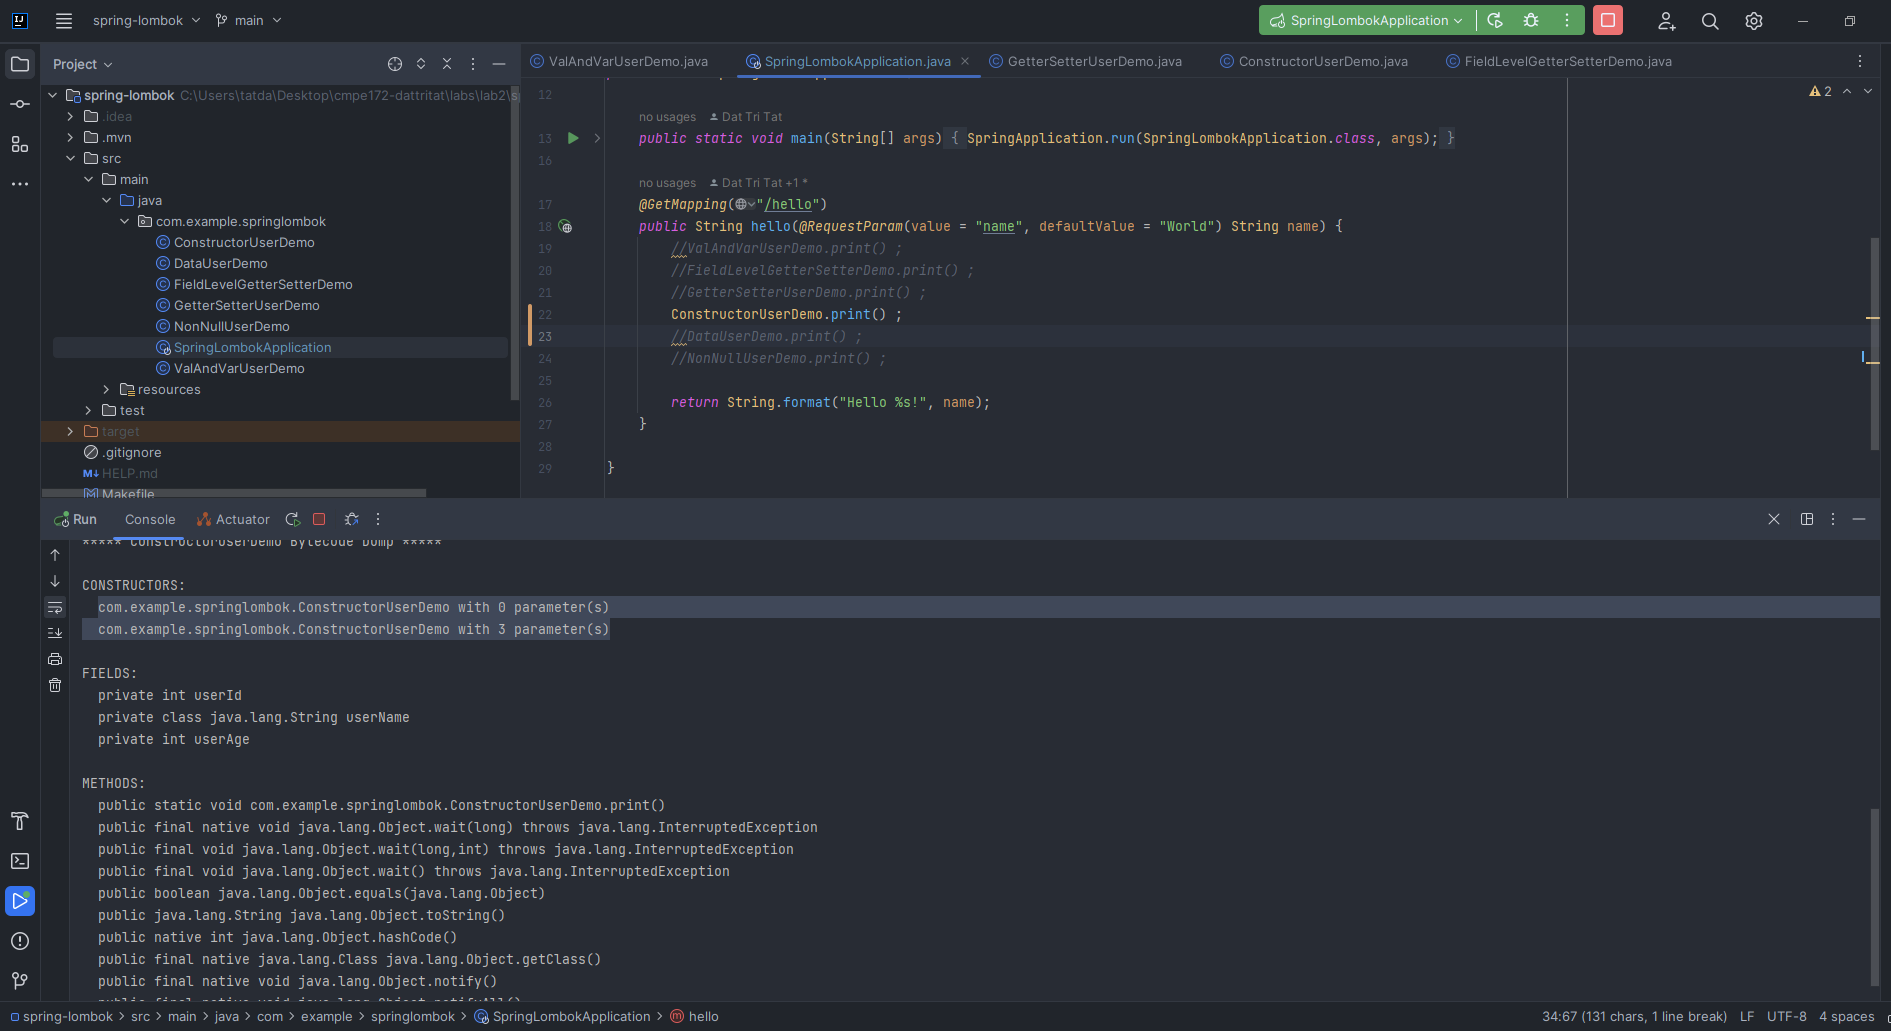 spring-lombok
main
SpringLombokApplication
Project
spring-lombok C:\Users\tatda\Desktop\cmpe172-dattritat\labs\lab2\
.idea
.mvn
src
main
java
com.example.springlombok
ConstructorUserDemo
DataUserDemo
FieldLevelGetterSetterDemo
GetterSetterUserDemo
NonNullUserDemo
SpringLombokApplication
ValAndVarUserDemo
resources
test
target
.gitignore
M↓ HELP.md
Makefile
ValAndVarUserDemo.java
SpringLombokApplication.java
GetterSetterUserDemo.java
ConstructorUserDemo.java
FieldLevelGetterSetterDemo.java
2
12
no usages Dat Tri Tat
13 public static void main(String[] args) { SpringApplication.run(SpringLombokApplication.class, args); }
16
no usages Dat Tri Tat +1 *
17 @GetMapping("/hello")
18 public String hello(@RequestParam(value = "name", defaultValue = "World") String name) {
19 //ValAndVarUserDemo.print() ;
20 //FieldLevelGetterSetterDemo.print() ;
21 //GetterSetterUserDemo.print() ;
22 ConstructorUserDemo.print() ;
23 //DataUserDemo.print() ;
24 //NonNullUserDemo.print() ;
25
26 return String.format("Hello %s!", name);
27 }
28
29 }
Run
Console
Actuator
***** ConstructorUserDemo Bytecode Dump *****
CONSTRUCTORS:
com.example.springlombok.ConstructorUserDemo with 0 parameter(s)
com.example.springlombok.ConstructorUserDemo with 3 parameter(s)
FIELDS:
private int userId
private class java.lang.String userName
private int userAge
METHODS:
public static void com.example.springlombok.ConstructorUserDemo.print()
public final native void java.lang.Object.wait(long) throws java.lang.InterruptedException
public final void java.lang.Object.wait(long,int) throws java.lang.InterruptedException
public final void java.lang.Object.wait() throws java.lang.InterruptedException
public boolean java.lang.Object.equals(java.lang.Object)
public java.lang.String java.lang.Object.toString()
public native int java.lang.Object.hashCode()
public final native java.lang.Class java.lang.Object.getClass()
public final native void java.lang.Object.notify()
public final native void java.lang.Object.notifyAll()
spring-lombok > src > main > java > com > example > springlombok > SpringLombokApplication > hello
34:67 (131 chars, 1 line break) LF UTF-8 4 spaces